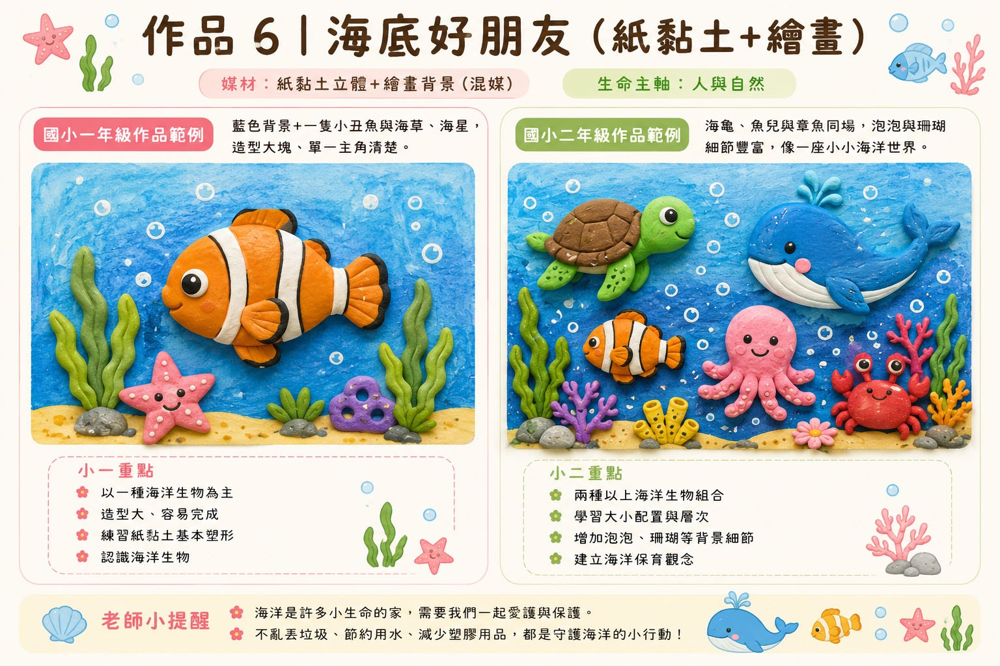 作品 6 | 海底好朋友 (紙黏土+繪畫)
媒材：紙黏土立體+繪畫背景 (混媒)
生命主軸：人與自然
國小一年級作品範例
藍色背景+一隻小丑魚與海草、海星，
造型大塊、單一主角清楚。
國小二年級作品範例
海龜、魚兒與章魚同場，泡泡與珊瑚
細節豐富，像一座小小海洋世界。
小一重點
以一種海洋生物為主
造型大、容易完成
練習紙黏土基本塑形
認識海洋生物
小二重點
兩種以上海洋生物組合
學習大小配置與層次
增加泡泡、珊瑚等背景細節
建立海洋保育觀念
老師小提醒
海洋是許多小生命的家，需要我們一起愛護與保護。
不亂丟垃圾、節約用水、減少塑膠用品，都是守護海洋的小行動！